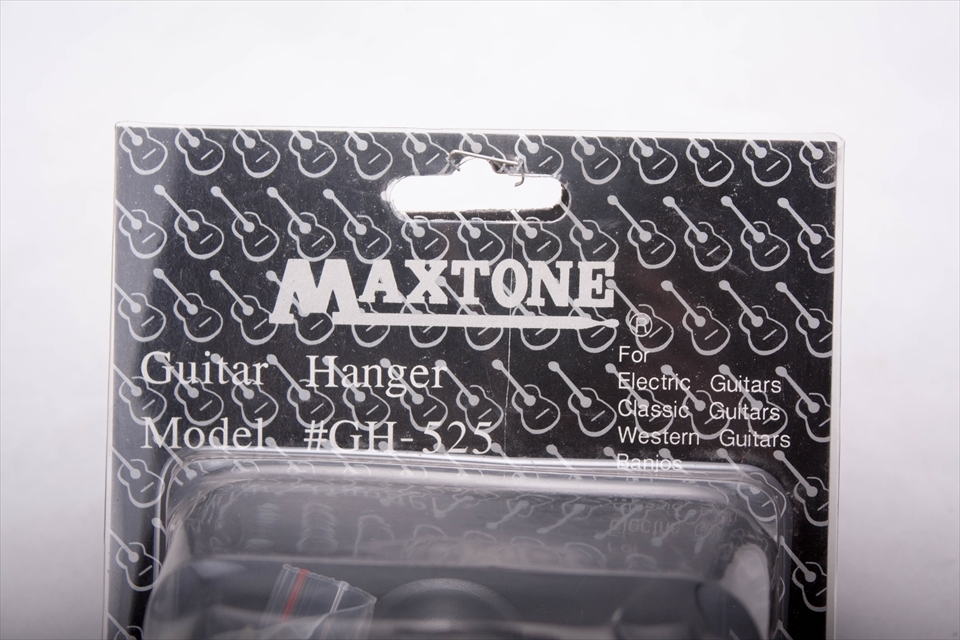 MAXTONE
®
Guitar Hanger
Model #GH-525
For
Electric Guitars
Classic Guitars
Western Guitars
Banjos